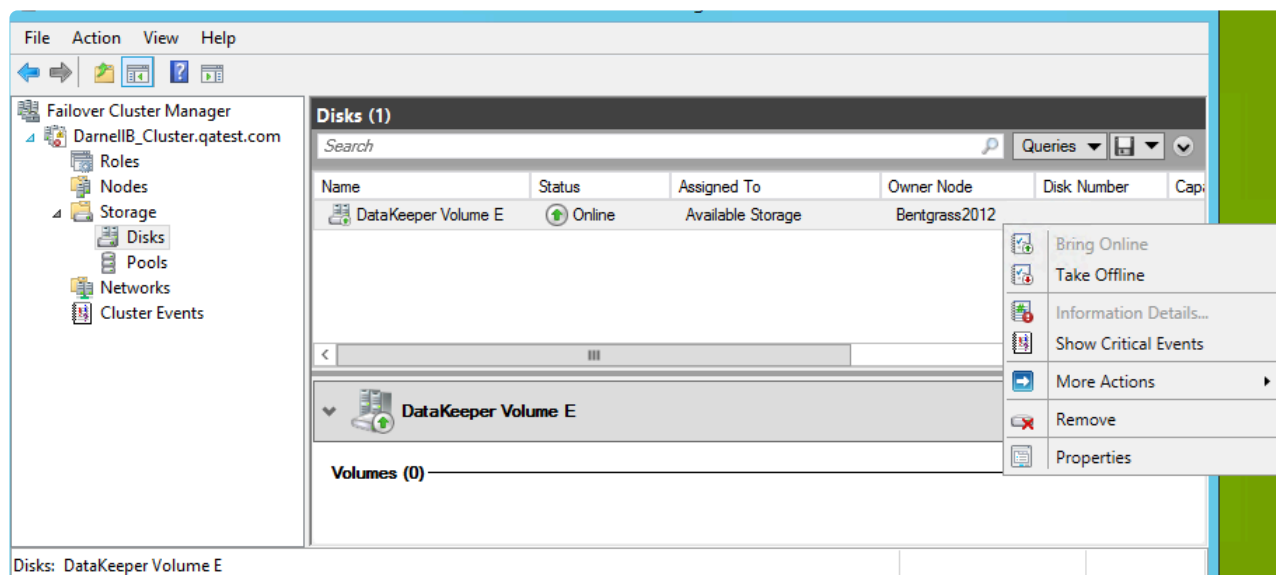 File Action View Help
Failover Cluster Manager
DarnellB_Cluster.qatest.com
Roles
Nodes
Storage
Disks
Pools
Networks
Cluster Events
Disks (1)
Search
Queries
Name Status Assigned To Owner Node Disk Number Capa
DataKeeper Volume E Online Available Storage Bentgrass2012
Bring Online
Take Offline
Information Details...
Show Critical Events
More Actions
Remove
Properties
DataKeeper Volume E
Volumes (0)
Disks: DataKeeper Volume E